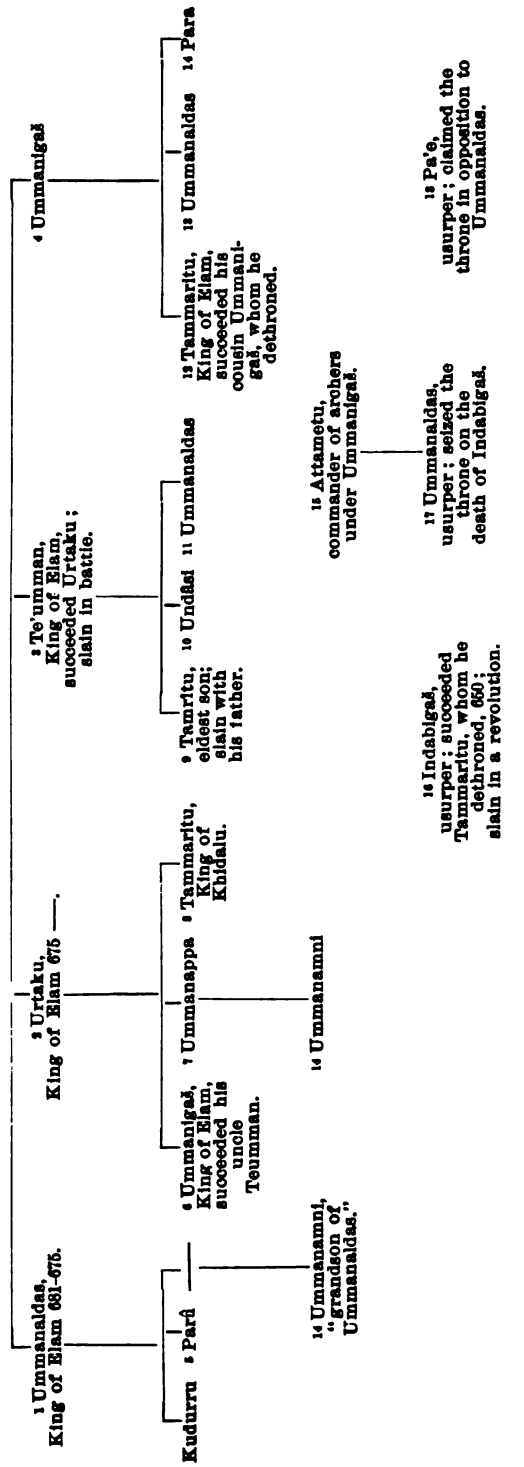 1 Ummanaldas,
King of Elam 681-675.
2 Urtaku,
King of Elam 675 —.
3 Te'umman,
King of Elam,
succeeded Urtaku;
slain in battle.
4 Ummanigaš
Kudurru
5 Parû
6 Ummanigaš,
King of Elam,
succeeded his
uncle
Teumman.
7 Ummanappa
8 Tammaritu,
King of
Khidalu.
9 Tamritu,
eldest son;
slain with
his father.
10 Undâsi
11 Ummanaldas
12 Tammaritu,
King of Elam,
succeeded his
cousin Ummani-
gaš, whom he
dethroned.
13 Ummanaldas
14 Para
14 Ummanamni,
"grandson of
Ummanaldas."
14 Ummanamni
15 Attametu,
commander of archers
under Ummanigaš.
16 Indabigaš,
usurper; succeeded
Tammaritu, whom he
dethroned, 650;
slain in a revolution.
17 Ummanaldas,
usurper; seized the
throne on the
death of Indabigaš.
18 Pa'e,
usurper; claimed the
throne in opposition to
Ummanaldas.